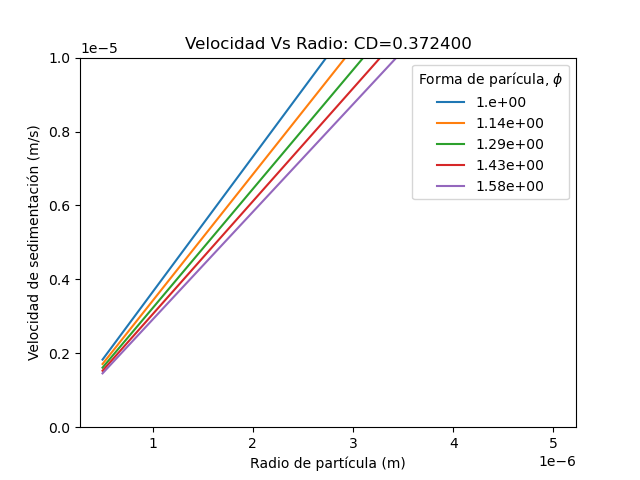 Velocidad Vs Radio: CD=0.372400
1e−5
1.0
0.8
0.6
0.4
0.2
0.0
Velocidad de sedimentación (m/s)
Forma de parícula, ϕ
1.e+00
1.14e+00
1.29e+00
1.43e+00
1.58e+00
1 2 3 4 5
1e−6
Radio de partícula (m)